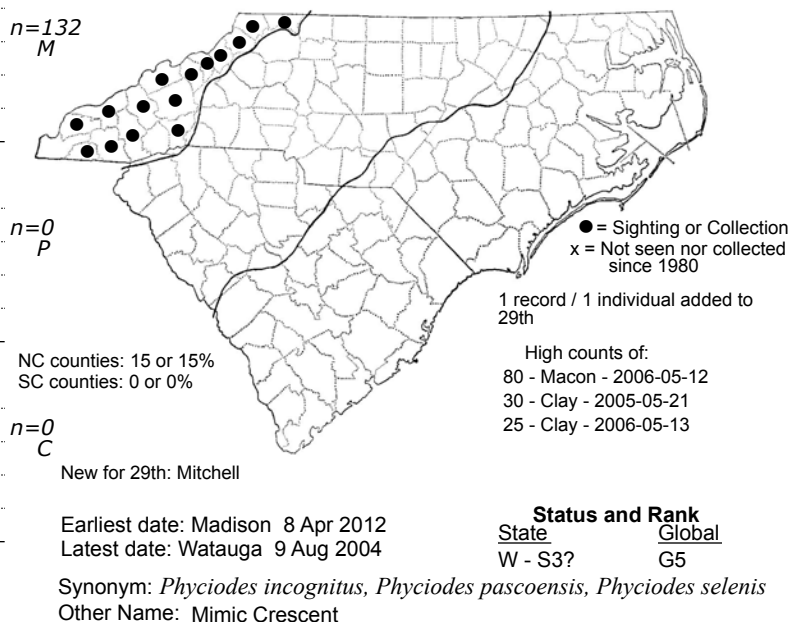 n=132
M
n=0
P
● = Sighting or Collection
x = Not seen nor collected
since 1980
1 record / 1 individual added to
29th
NC counties: 15 or 15%
SC counties: 0 or 0%
High counts of:
80 - Macon - 2006-05-12
30 - Clay - 2005-05-21
25 - Clay - 2006-05-13
n=0
C
New for 29th: Mitchell
Earliest date: Madison 8 Apr 2012
Latest date: Watauga 9 Aug 2004
Status and Rank
State Global
W - S3? G5
Synonym: Phyciodes incognitus, Phyciodes pascoensis, Phyciodes selenis
Other Name: Mimic Crescent